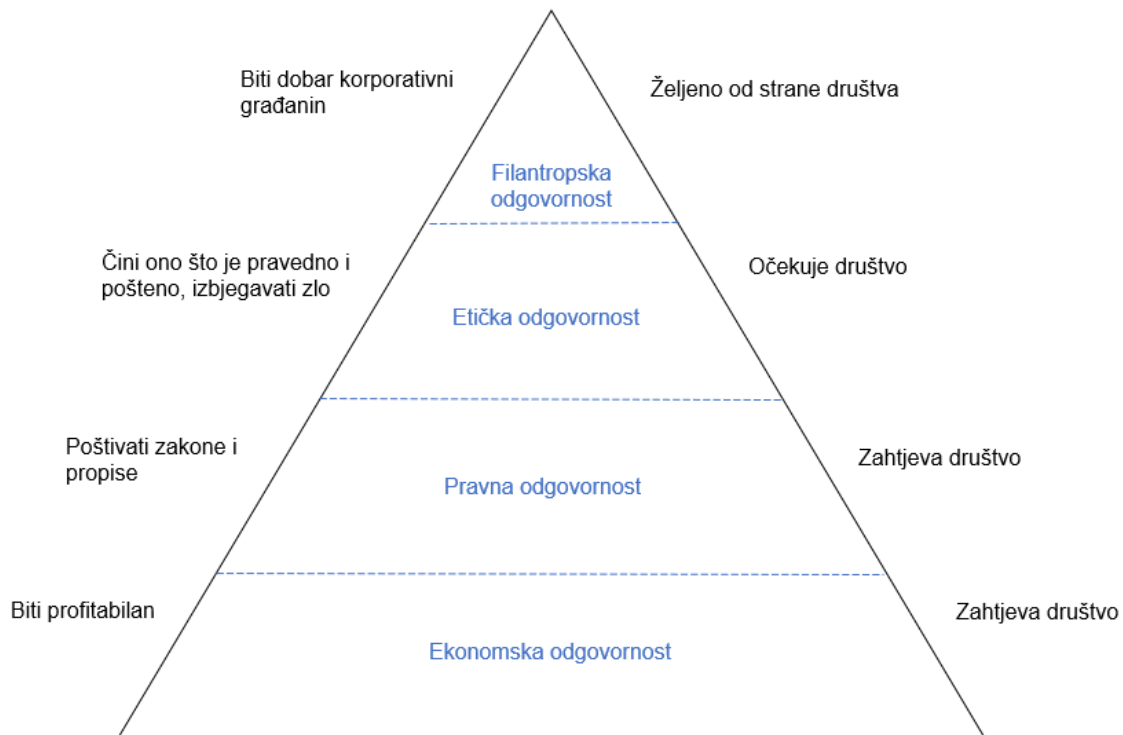 Biti dobar korporativni
građanin
Željeno od strane društva
Filantropska
odgovornost
Čini ono što je pravedno i
pošteno, izbjegavati zlo
Očekuje društvo
Etička odgovornost
Poštivati zakone i
propise
Zahtjeva društvo
Pravna odgovornost
Biti profitabilan
Zahtjeva društvo
Ekonomska odgovornost